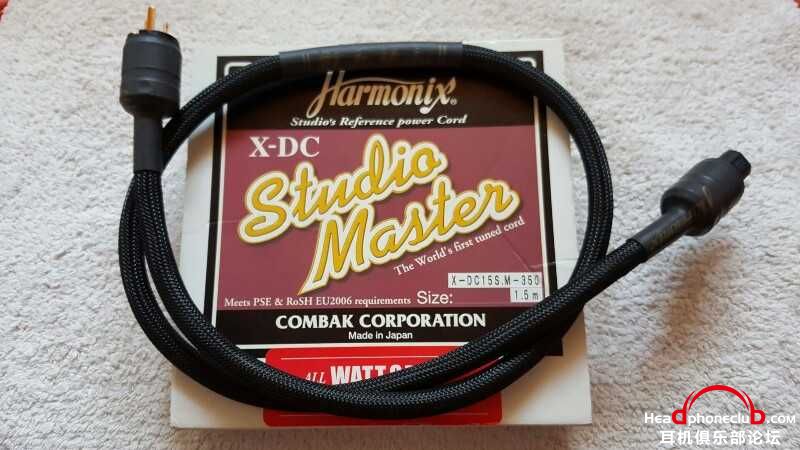 Harmonix®
Studio's Reference power Cord
X-DC
Studio
Master
The World's first tuned cord
X-DC15S.M-350
Meets PSE & RoSH EU2006 requirements Size: 1.5m
COMBAK CORPORATION
Made in Japan
ALL
Headphoneclub.com
耳机俱乐部论坛